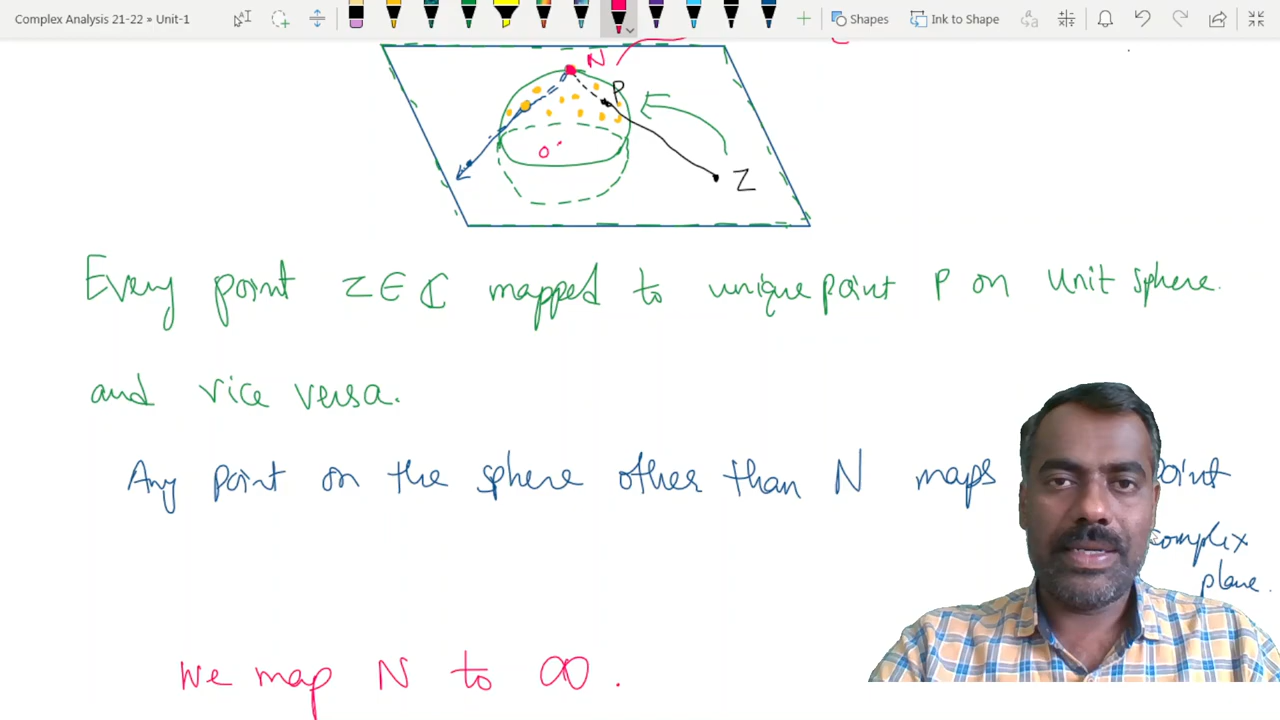 Complex Analysis 21-22 » Unit-1
Shapes
Ink to Shape
N
P
O
Z
Every point Z ∈ ℂ mapped to unique point P on Unit sphere.
and vice versa.
Any point on the sphere other than N maps point
complex
plane.
We map N to ∞.